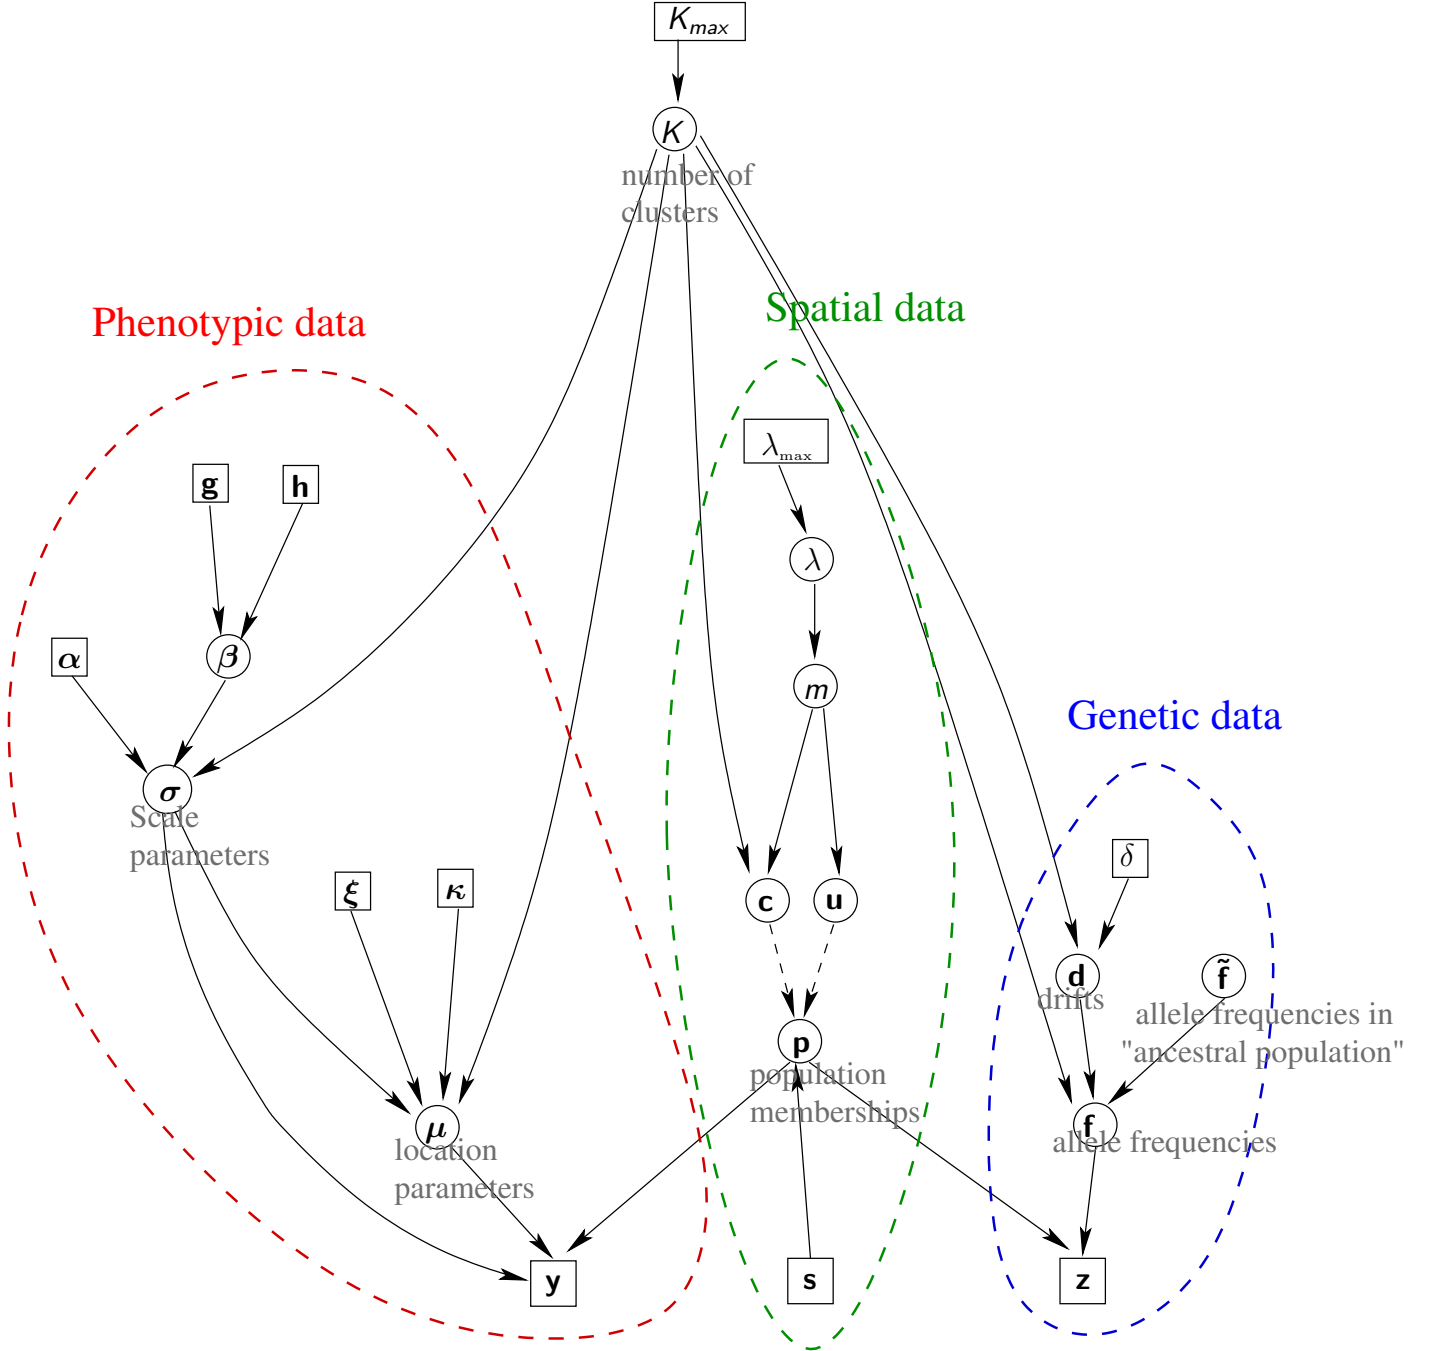 K_max
K
number of
clusters
Spatial data
Phenotypic data
λ_max
g
h
λ
α
β
m
Genetic data
σ
Scale
parameters
δ
ξ
κ
c
u
d
f̃
drifts
allele frequencies in
"ancestral population"
p
population
memberships
μ
f
location
parameters
allele frequencies
y
s
z